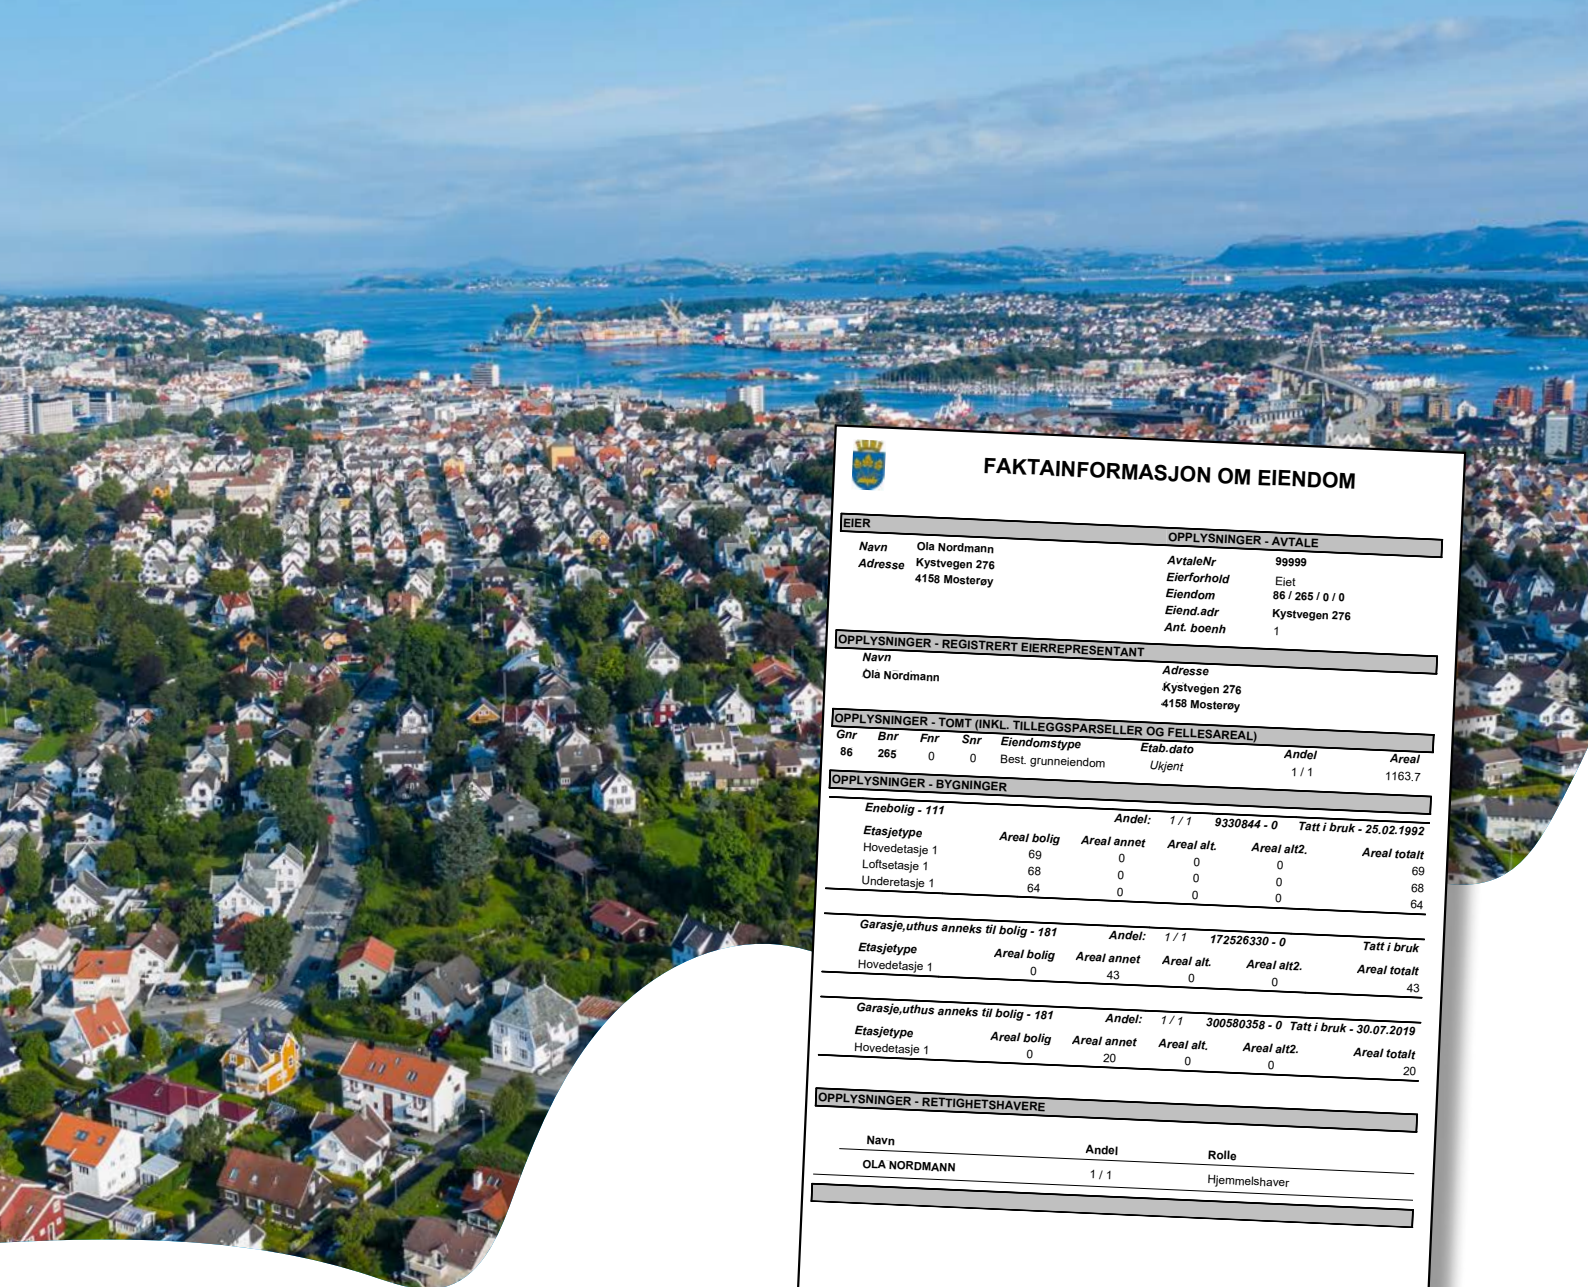 FAKTAINFORMASJON OM EIENDOM
EIER OPPLYSNINGER - AVTALE
Navn Ola Nordmann AvtaleNr 99999
Adresse Kystvegen 276 Eierforhold Eiet
4158 Mosterøy Eiendom 86 / 265 / 0 / 0
Eiend.adr Kystvegen 276
Ant. boenh 1
OPPLYSNINGER - REGISTRERT EIERREPRESENTANT
Navn Adresse
Ola Nordmann Kystvegen 276
4158 Mosterøy
OPPLYSNINGER - TOMT (INKL. TILLEGGSPARSELLER OG FELLESAREAL)
Gnr Bnr Fnr Snr Eiendomstype Etab.dato Andel Areal
86 265 0 0 Best. grunneiendom Ukjent 1 / 1 1163.7
OPPLYSNINGER - BYGNINGER
Enebolig - 111 Andel: 1 / 1 9330844 - 0 Tatt i bruk - 25.02.1992
Etasjetype Areal bolig Areal annet Areal alt. Areal alt2. Areal totalt
Hovedetasje 1 69 0 0 0 69
Loftsetasje 1 68 0 0 0 68
Underetasje 1 64 0 0 0 64
Garasje,uthus anneks til bolig - 181 Andel: 1 / 1 172526330 - 0 Tatt i bruk
Etasjetype Areal bolig Areal annet Areal alt. Areal alt2. Areal totalt
Hovedetasje 1 0 43 0 0 43
Garasje,uthus anneks til bolig - 181 Andel: 1 / 1 300580358 - 0 Tatt i bruk - 30.07.2019
Etasjetype Areal bolig Areal annet Areal alt. Areal alt2. Areal totalt
Hovedetasje 1 0 20 0 0 20
OPPLYSNINGER - RETTIGHETSHAVERE
Navn Andel Rolle
OLA NORDMANN 1 / 1 Hjemmelshaver